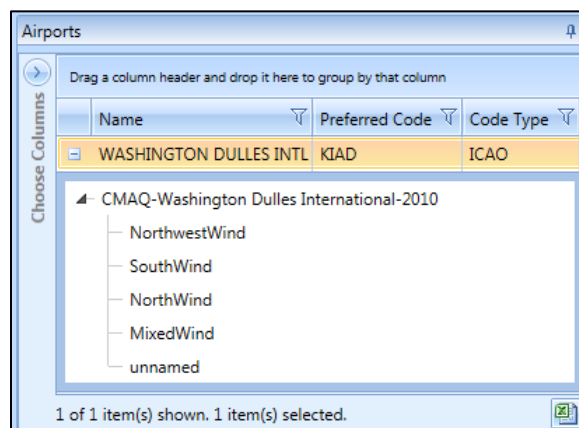 Airports
Choose Columns
Drag a column header and drop it here to group by that column
Name Preferred Code Code Type
WASHINGTON DULLES INTL KIAD ICAO
CMAQ-Washington Dulles International-2010
NorthwestWind
SouthWind
NorthWind
MixedWind
unnamed
1 of 1 item(s) shown. 1 item(s) selected.